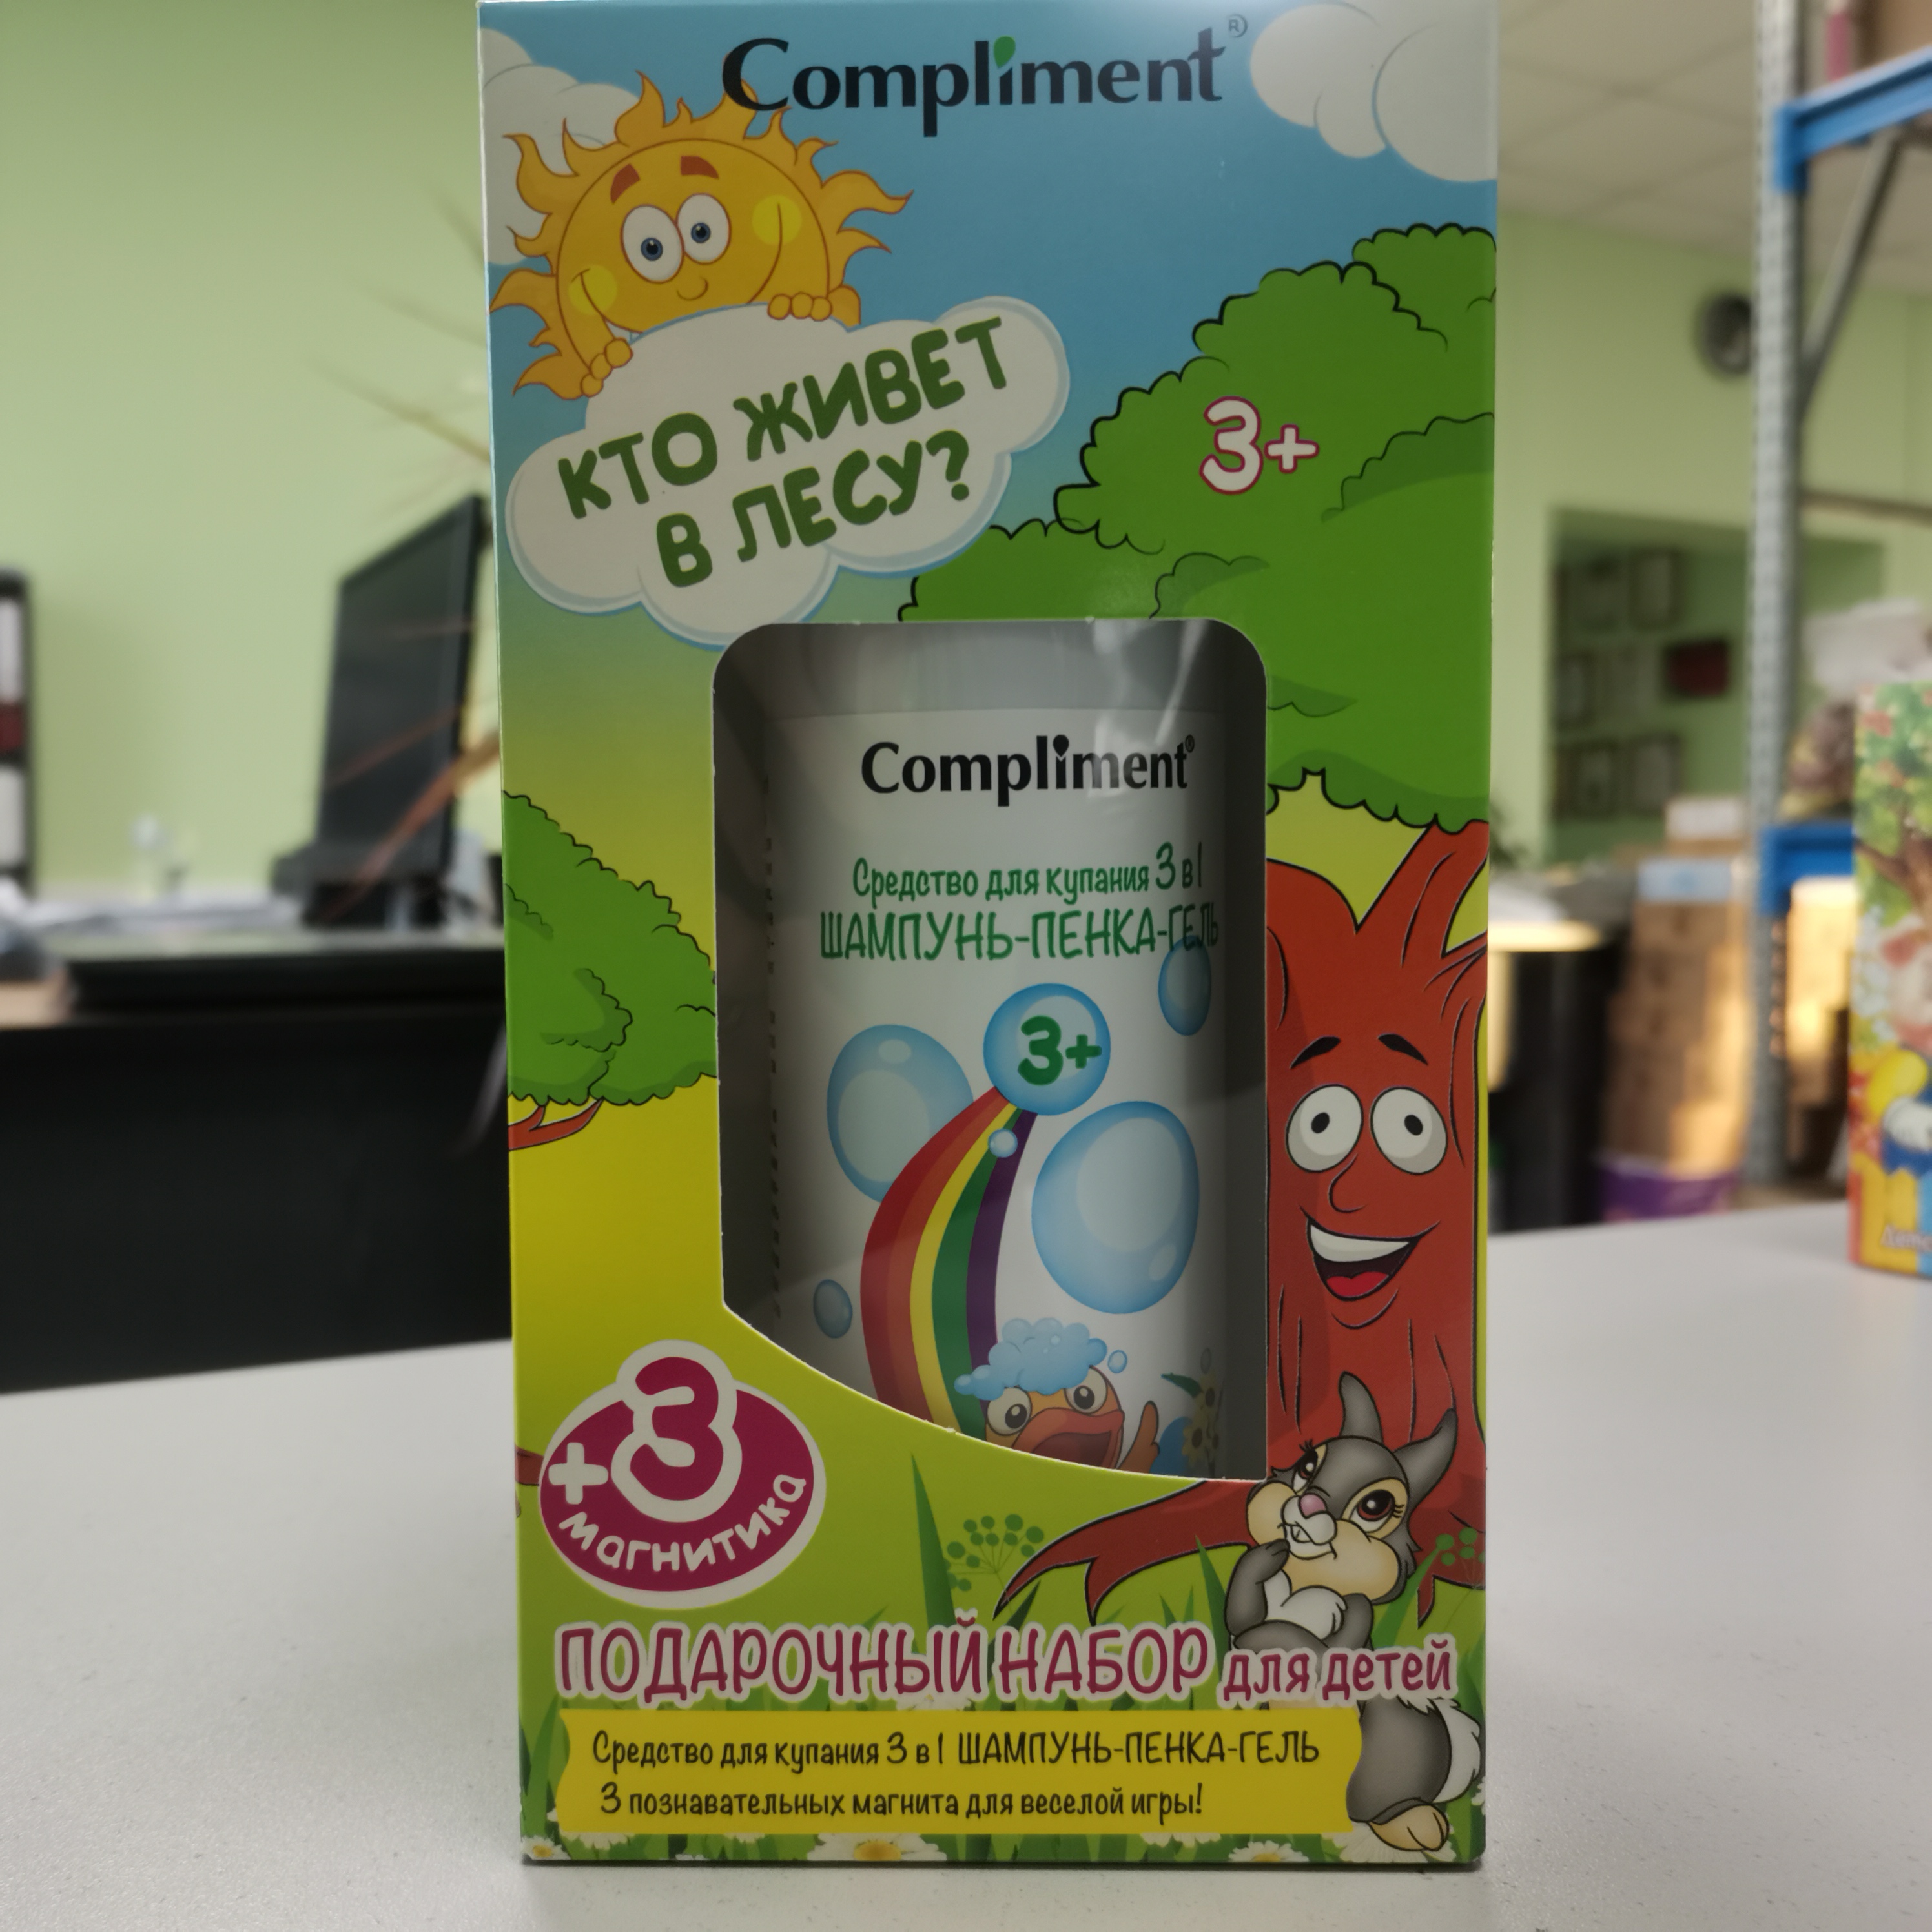 Compliment®
КТО ЖИВЕТ
В ЛЕСУ?
3+
Compliment®
Средство для купания 3 в 1
ШАМПУНЬ-ПЕНКА-ГЕЛЬ
3+
+3
магнитика
ПОДАРОЧНЫЙ НАБОР для детей
Средство для купания 3 в 1 ШАМПУНЬ-ПЕНКА-ГЕЛЬ
3 познавательных магнита для веселой игры!